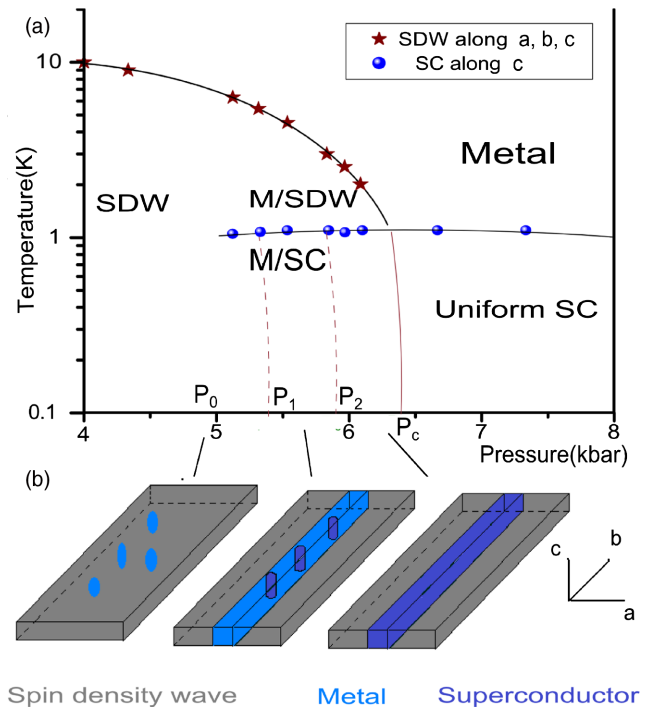 (a)
SDW along a, b, c
SC along c
10
Metal
SDW
M/SDW
1
M/SC
Uniform SC
Temperature(K)
P0
P1
P2
Pc
0.1
4
5
6
7
8
Pressure(kbar)
(b)
c
b
a
Spin density wave
Metal
Superconductor